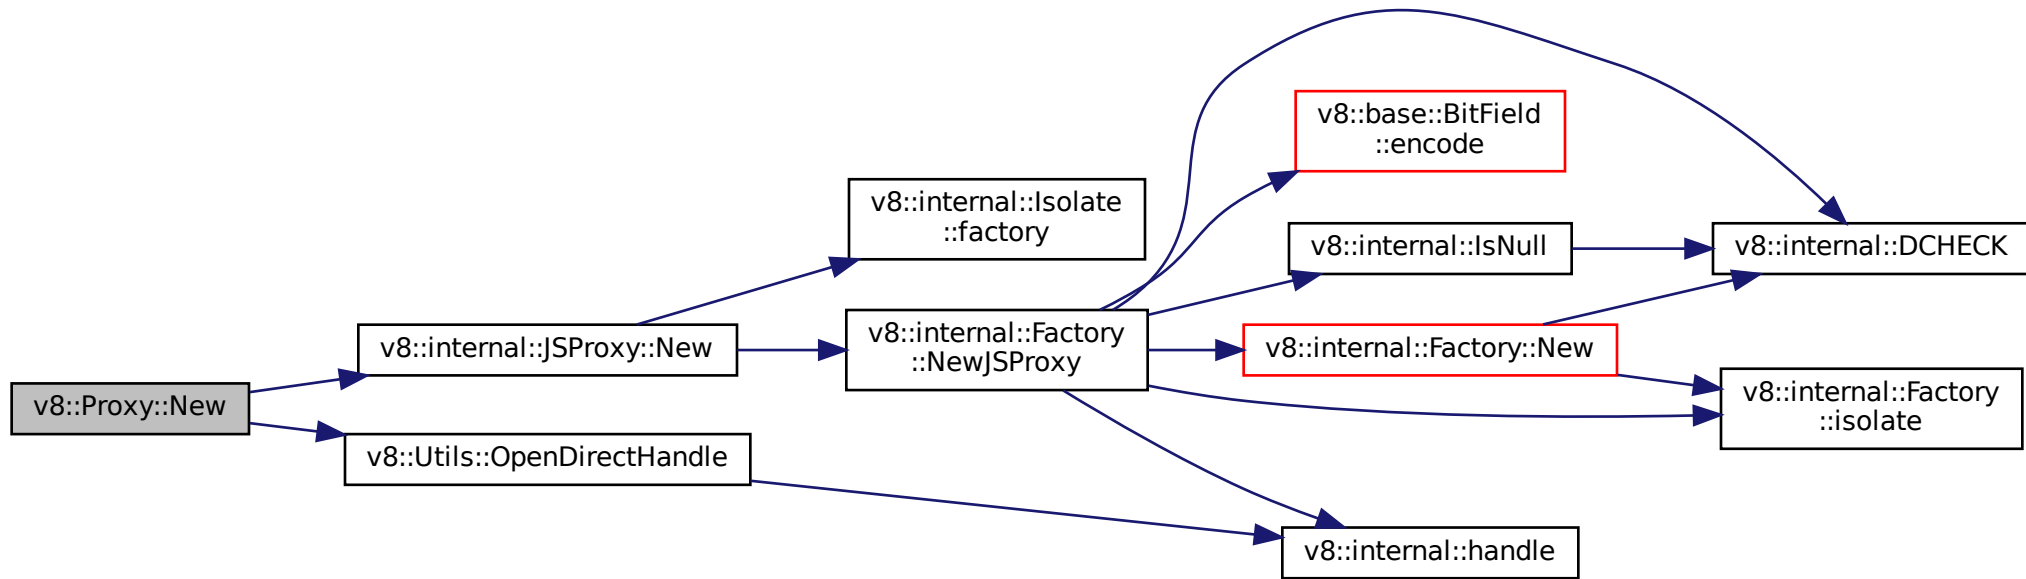 v8::Proxy::New
v8::internal::JSProxy::New
v8::Utils::OpenDirectHandle
v8::internal::Isolate
::factory
v8::internal::Factory
::NewJSProxy
v8::base::BitField
::encode
v8::internal::IsNull
v8::internal::Factory::New
v8::internal::handle
v8::internal::DCHECK
v8::internal::Factory
::isolate